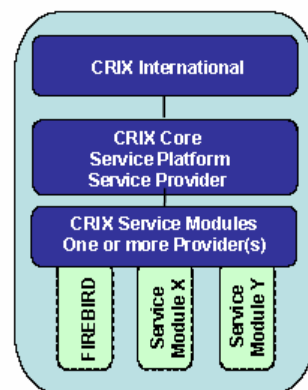 CRIX International
CRIX Core
Service Platform
Service Provider
CRIX Service Modules
One or more Provider(s)
FIREBIRD
Service
Module X
Service
Module Y